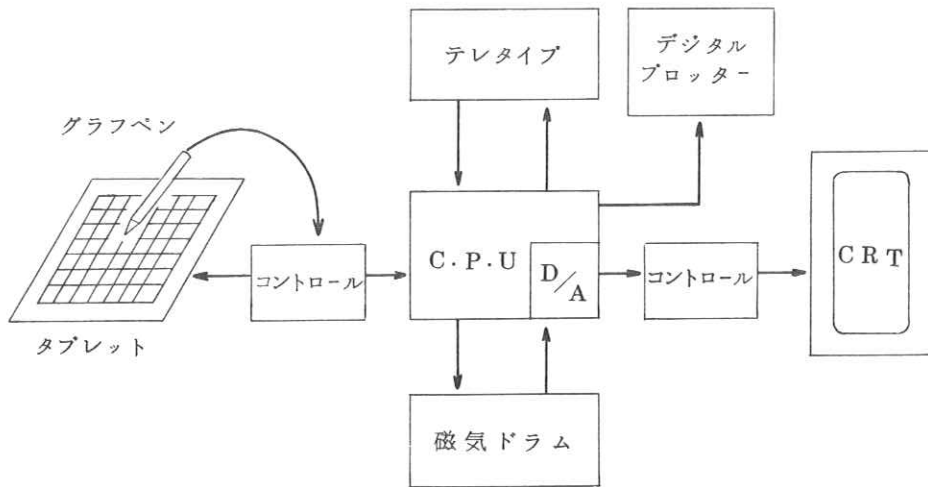 テレタイプ
デジタル
プロッター
グラフペン
C.P.U
D/A
コントロール
コントロール
CRT
タブレット
磁気ドラム